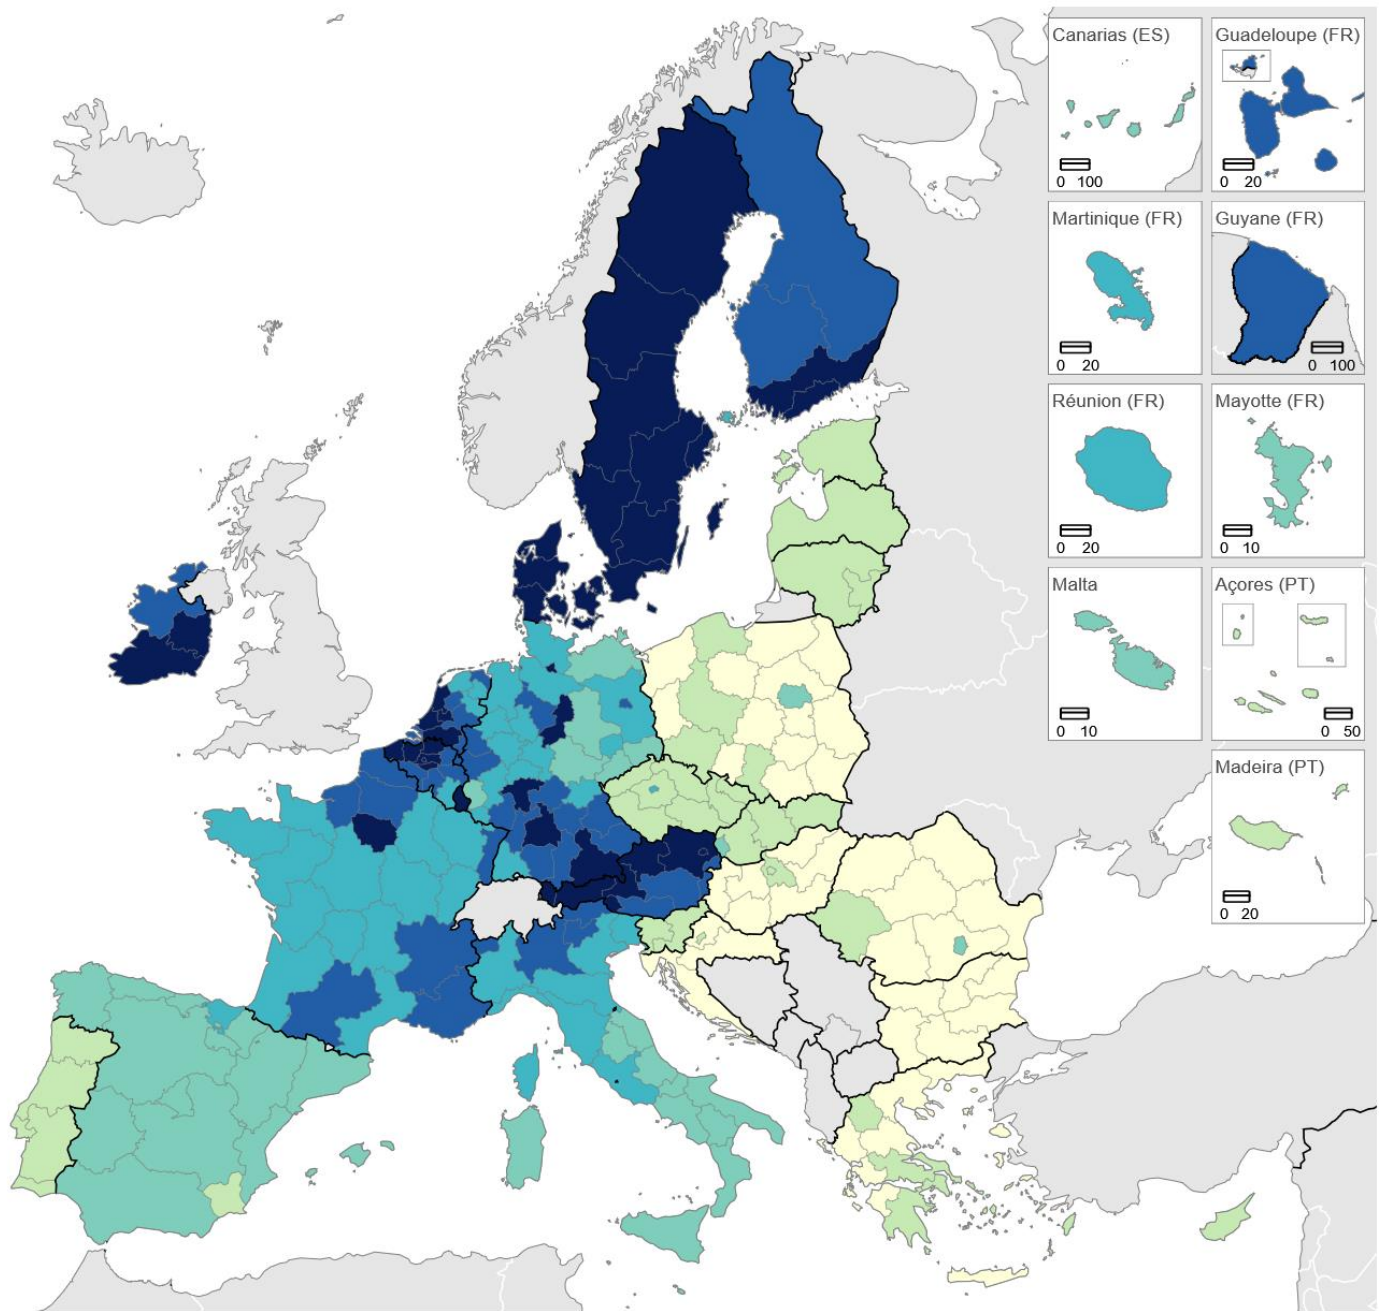 Canarias (ES)
0 100
Guadeloupe (FR)
0 20
Martinique (FR)
0 20
Guyane (FR)
0 100
Réunion (FR)
0 20
Mayotte (FR)
0 10
Malta
0 10
Açores (PT)
0 50
Madeira (PT)
0 20